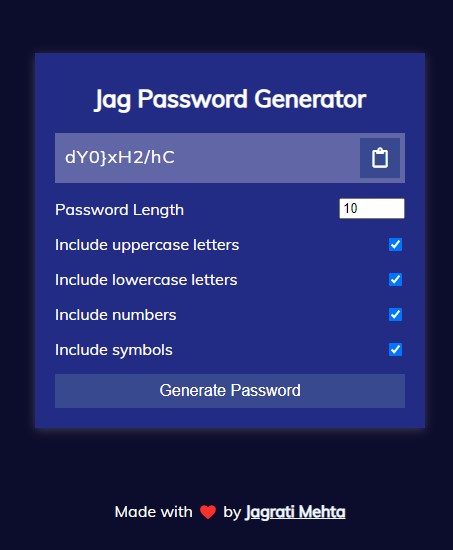 Jag Password Generator
dY0}xH2/hC
Password Length 10
Include uppercase letters
Include lowercase letters
Include numbers
Include symbols
Generate Password
Made with ❤ by Jagrati Mehta